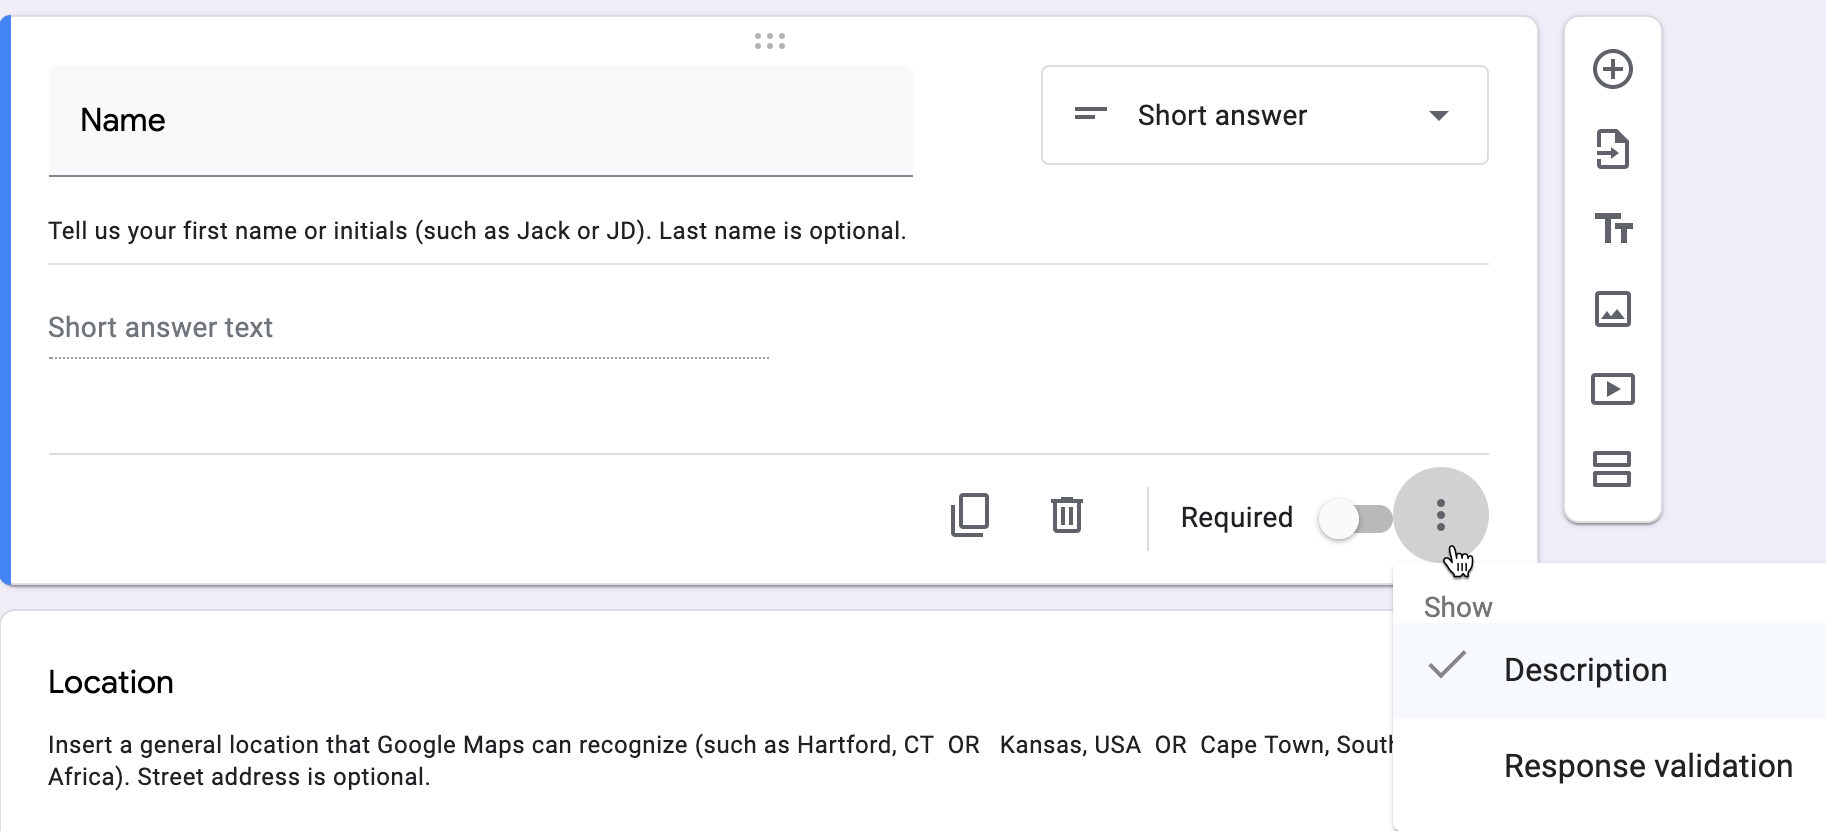 Name
Short answer
Tell us your first name or initials (such as Jack or JD). Last name is optional.
Short answer text
Required
Show
Description
Response validation
Location
Insert a general location that Google Maps can recognize (such as Hartford, CT  OR   Kansas, USA  OR  Cape Town, South
Africa). Street address is optional.